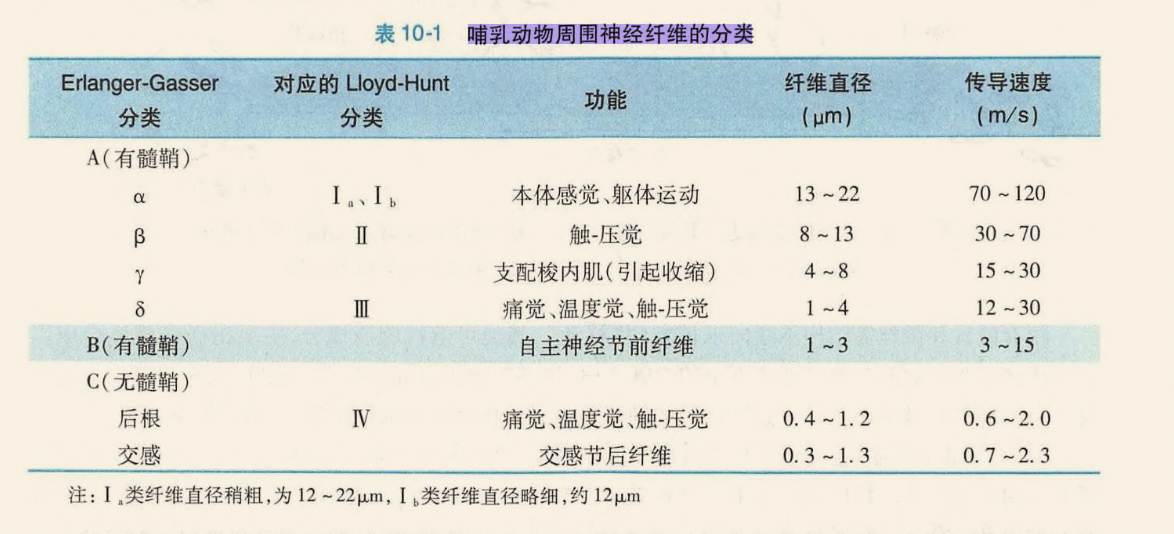 表 10-1 哺乳动物周围神经纤维的分类
Erlanger-Gasser 分类 对应的 Lloyd-Hunt 分类 功能 纤维直径 (μm) 传导速度 (m/s)
A(有髓鞘)
α Ⅰa、Ⅰb 本体感觉、躯体运动 13 ~ 22 70 ~ 120
β Ⅱ 触-压觉 8 ~ 13 30 ~ 70
γ 支配梭内肌(引起收缩) 4 ~ 8 15 ~ 30
δ Ⅲ 痛觉、温度觉、触-压觉 1 ~ 4 12 ~ 30
B(有髓鞘) 自主神经节前纤维 1 ~ 3 3 ~ 15
C(无髓鞘)
后根 Ⅳ 痛觉、温度觉、触-压觉 0.4 ~ 1.2 0.6 ~ 2.0
交感 交感节后纤维 0.3 ~ 1.3 0.7 ~ 2.3
注: Ⅰa类纤维直径稍粗,为 12 ~ 22μm, Ⅰb类纤维直径略细,约 12μm